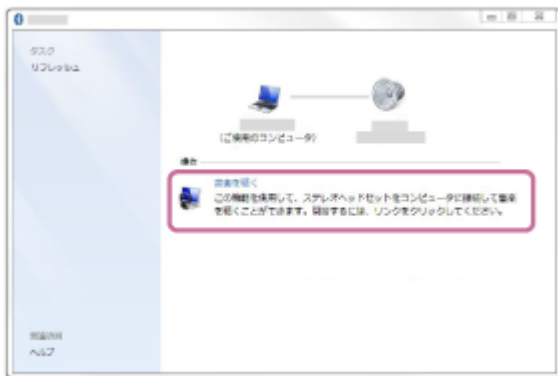 タスク
リフレッシュ
(ご使用のコンピュータ)
操作
音楽を聴く
この機能を使用して、ステレオヘッドセットをコンピュータに接続して音楽
を聴くことができます。開始するには、リンクをクリックしてください。
関連項目
ヘルプ